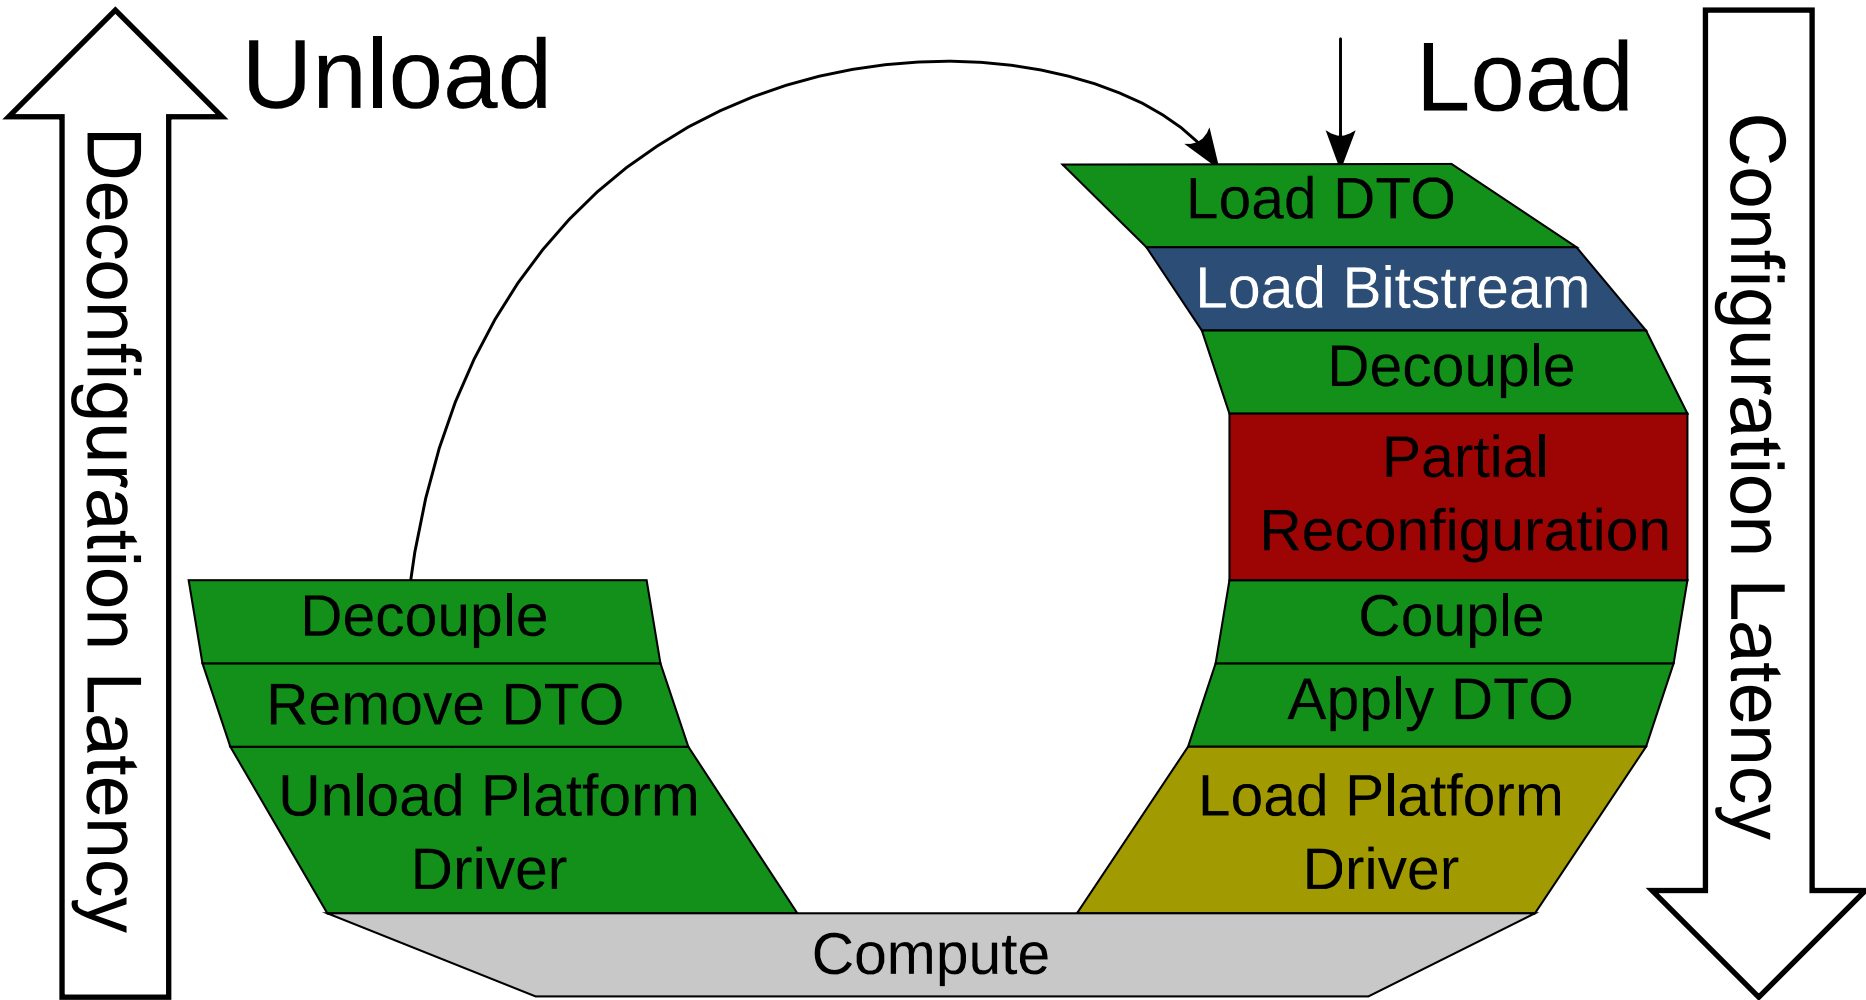 Unload
Load
Deconfiguration Latency
Configuration Latency
Load DTO
Load Bitstream
Decouple
Partial
Reconfiguration
Couple
Apply DTO
Load Platform
Driver
Compute
Unload Platform
Driver
Remove DTO
Decouple